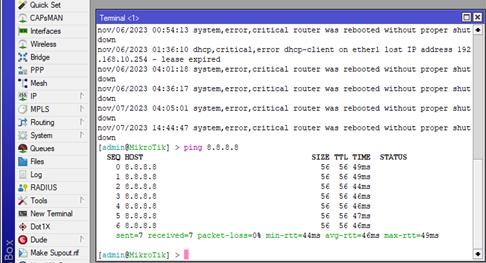 Quick Set
CAPsMAN
Interfaces
Wireless
Bridge
PPP
Mesh
IP
MPLS
Routing
System
Queues
Files
Log
RADIUS
Tools
New Terminal
Dot1X
Dude
Make Supout.rif
Box
Terminal <1>
nov/06/2023 00:54:13 system,error,critical router was rebooted without proper shut
down
nov/06/2023 01:36:10 dhcp,critical,error dhcp-client on ether1 lost IP address 192
.168.10.254 - lease expired
nov/06/2023 04:01:18 system,error,critical router was rebooted without proper shut
down
nov/06/2023 04:36:17 system,error,critical router was rebooted without proper shut
down
nov/07/2023 04:05:01 system,error,critical router was rebooted without proper shut
down
nov/07/2023 14:44:47 system,error,critical router was rebooted without proper shut
down
[admin@MikroTik] > ping 8.8.8.8
SEQ HOST SIZE TTL TIME STATUS
0 8.8.8.8 56 56 49ms
1 8.8.8.8 56 56 49ms
2 8.8.8.8 56 56 44ms
3 8.8.8.8 56 56 46ms
4 8.8.8.8 56 56 46ms
5 8.8.8.8 56 56 47ms
6 8.8.8.8 56 56 46ms
sent=7 received=7 packet-loss=0% min-rtt=44ms avg-rtt=46ms max-rtt=49ms
[admin@MikroTik] >